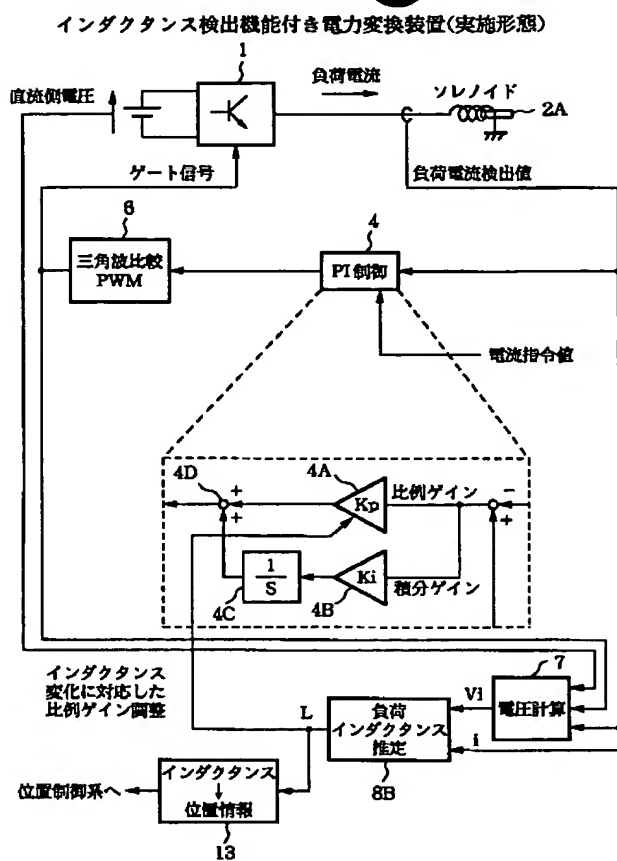 インダクタンス検出機能付き電力変換装置(実施形態)
1
負荷電流
直流側電圧
ソレノイド
2A
ゲート信号
負荷電流検出値
6
三角波比較
PWM
4
PI制御
電流指令値
4D
4A
+
+
Kp
比例ゲイン
-
+
1
S
4C
Ki
4B
積分ゲイン
インダクタンス
変化に対応した
比例ゲイン調整
7
電圧計算
Vi
i
L
負荷
インダクタンス
推定
8B
位置制御系へ
インダクタンス
↓
位置情報
13